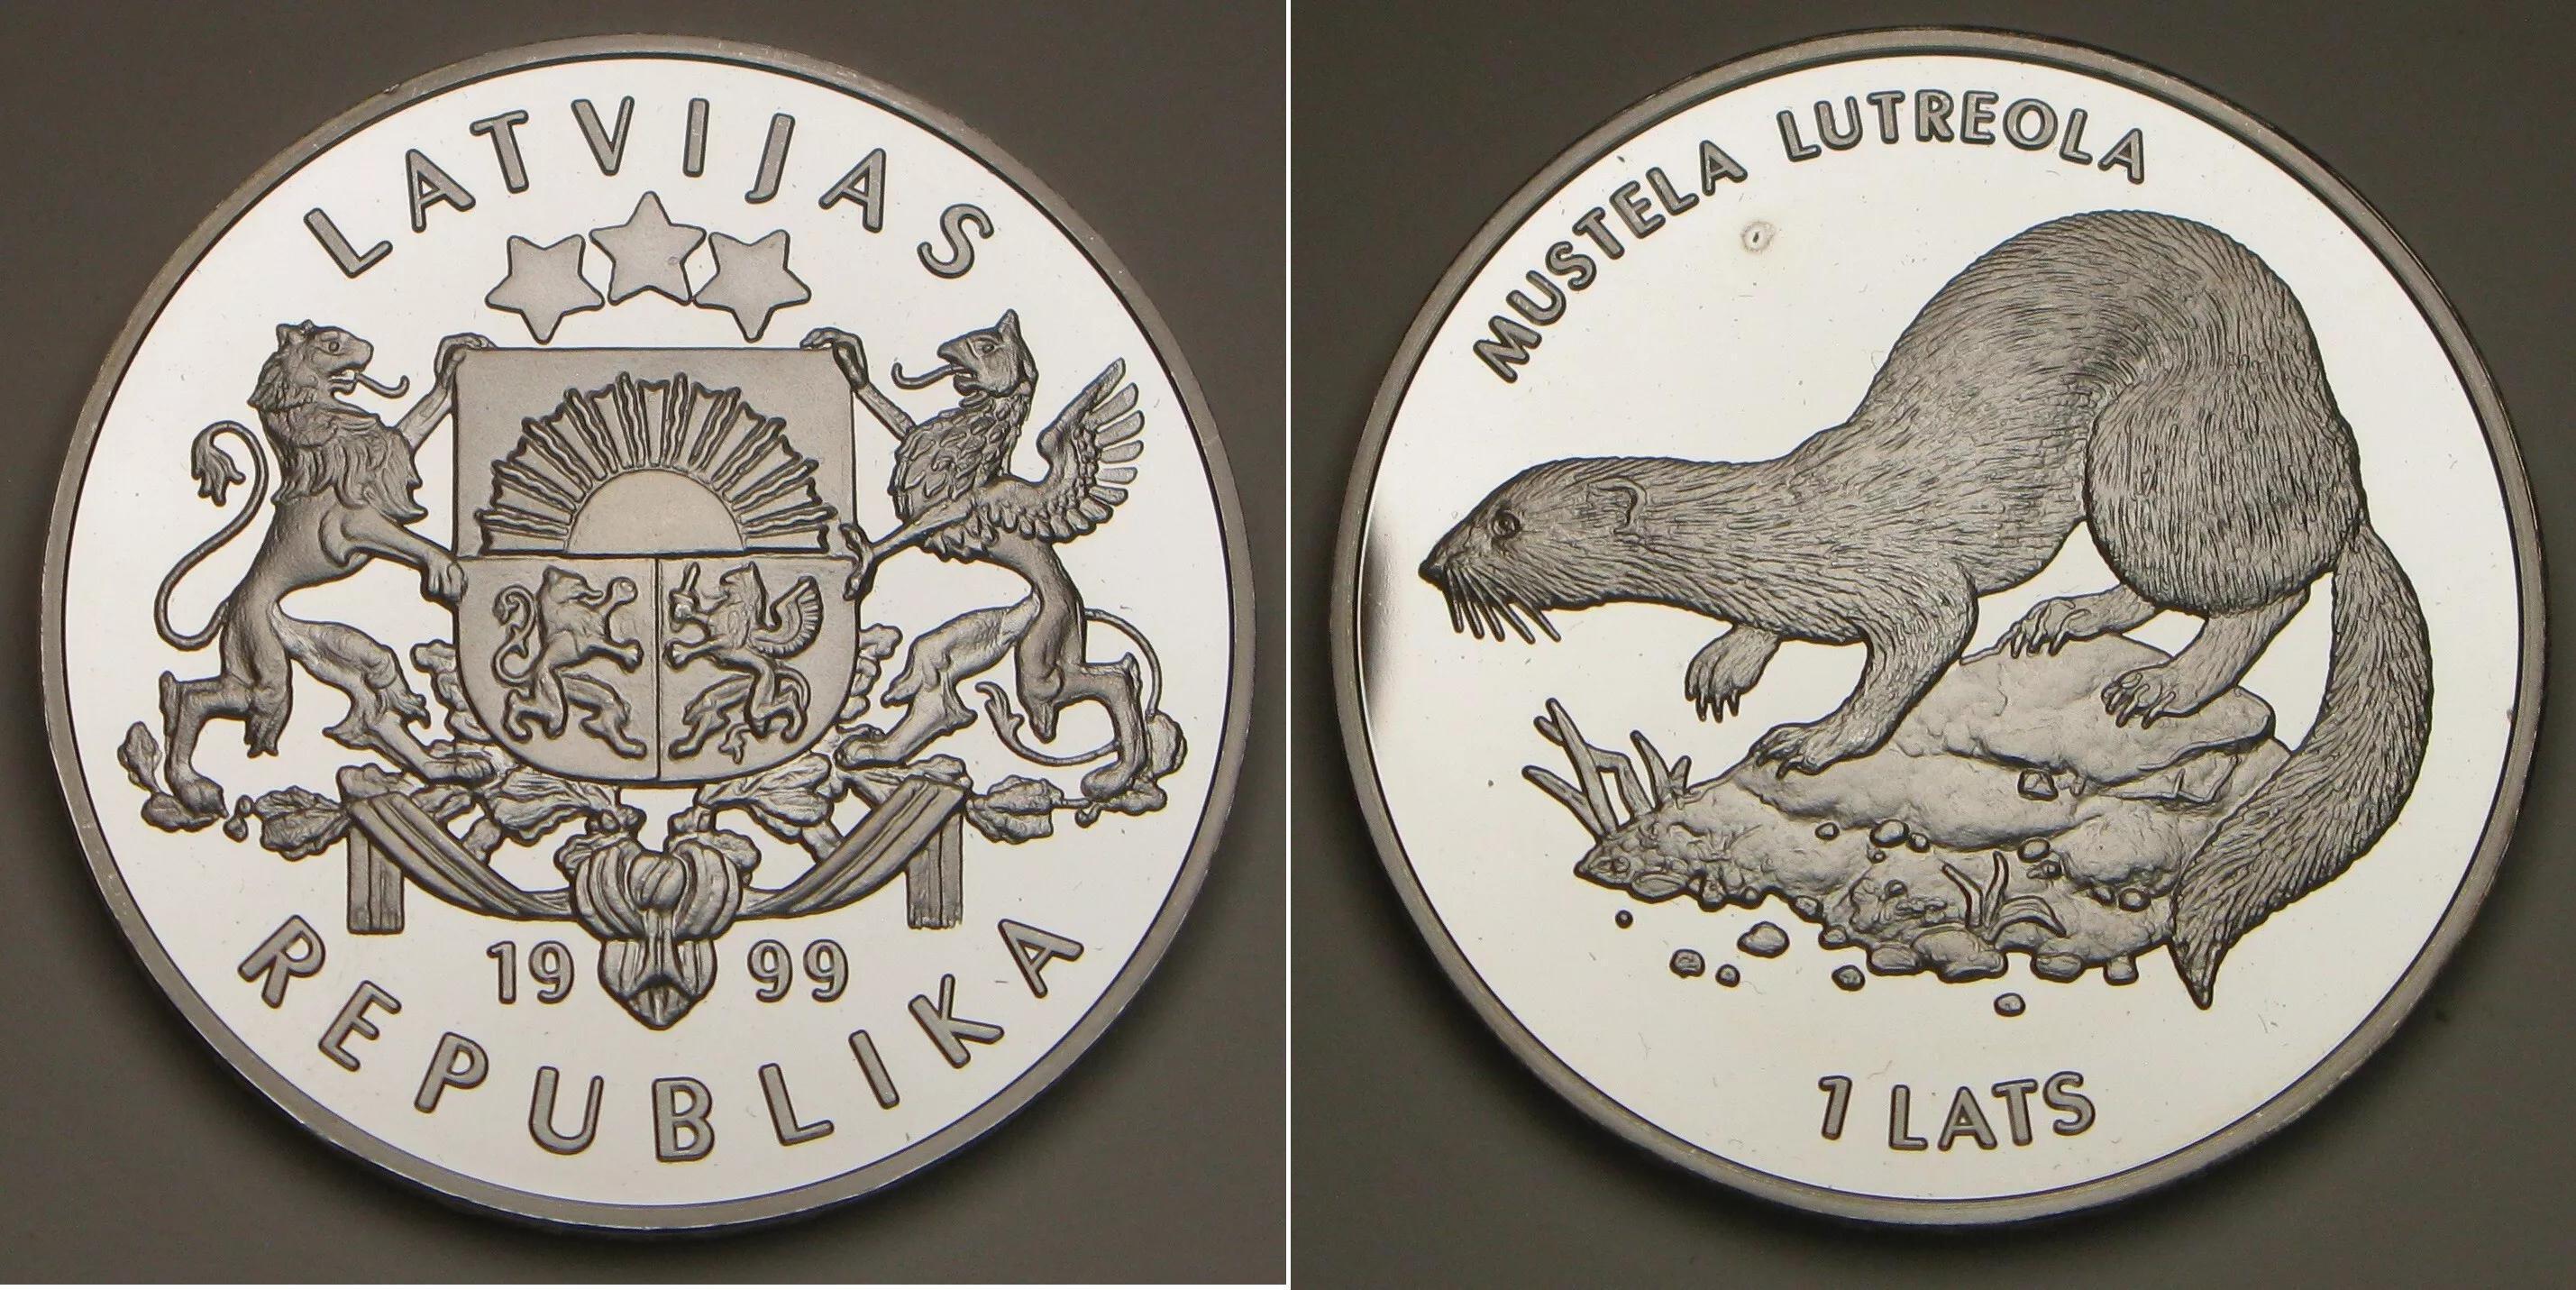 LATVIJAS
19 99
REPUBLIKA
MUSTELA LUTREOLA
1 LATS